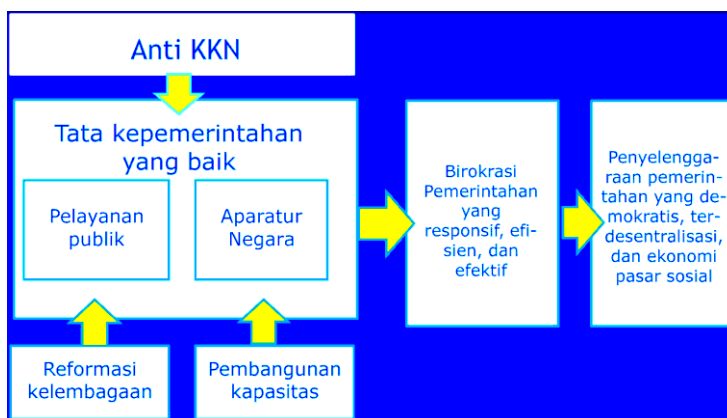 Anti KKN
Tata kepemerintahan
yang baik
Pelayanan
publik
Aparatur
Negara
Reformasi
kelembagaan
Pembangunan
kapasitas
Birokrasi
Pemerintahan
yang
responsif, efi-
sien, dan
efektif
Penyelengga-
raan pemerin-
tahan yang de-
mokratis, ter-
desentralisasi,
dan ekonomi
pasar sosial